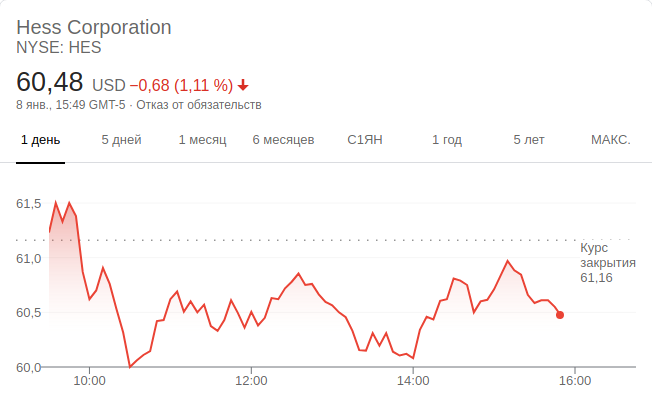 Hess Corporation
NYSE: HES
60,48 USD −0,68 (1,11 %)
8 янв., 15:49 GMT-5 · Отказ от обязательств
1 день 5 дней 1 месяц 6 месяцев С1ЯН 1 год 5 лет МАКС.
61,5
61,0
60,5
60,0
Курс
закрытия
61,16
10:00 12:00 14:00 16:00